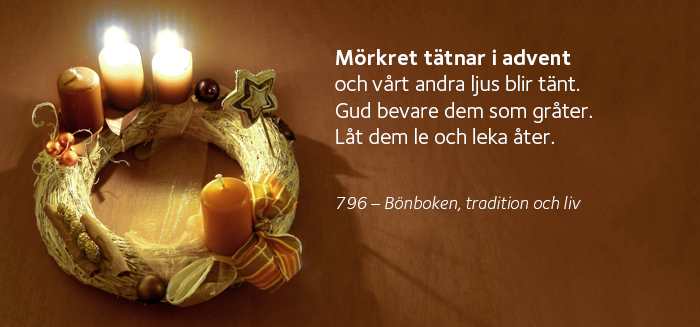 Mörkret tätnar i advent
och vårt andra ljus blir tänt.
Gud bevare dem som gråter.
Låt dem le och leka åter.
796 – Bönboken, tradition och liv